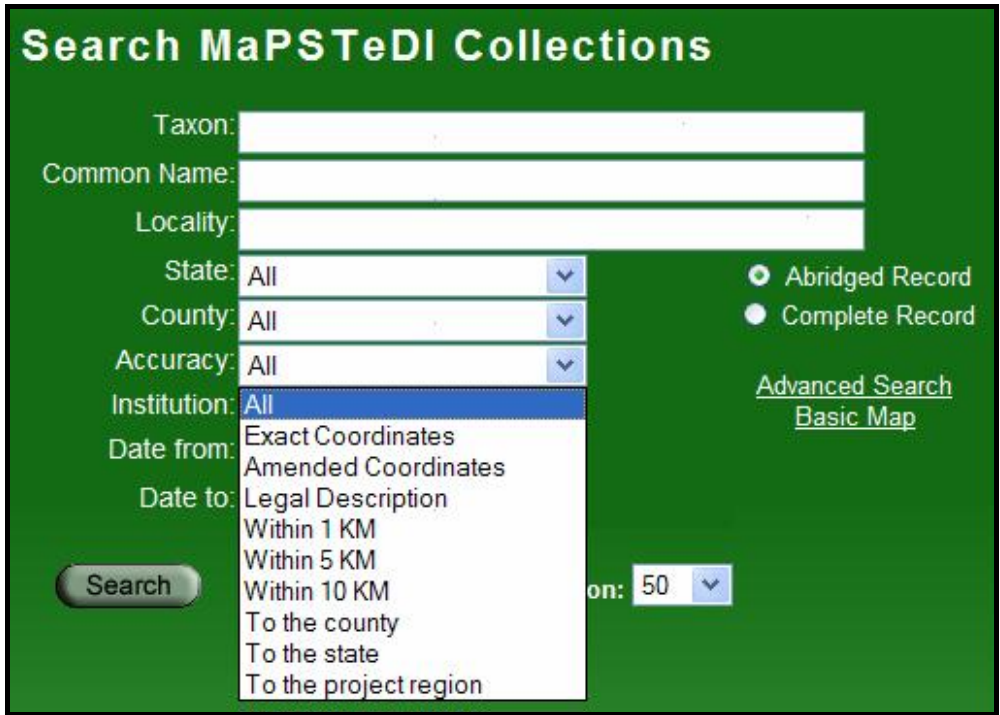 Search MaPSTeDI Collections
Taxon:
Common Name:
Locality:
State: All
Abridged Record
County: All
Complete Record
Accuracy: All
Advanced Search
Basic Map
Institution: All
Date from: Exact Coordinates
Amended Coordinates
Date to: Legal Description
Within 1 KM
Within 5 KM
Within 10 KM
Search
on: 50
To the county
To the state
To the project region